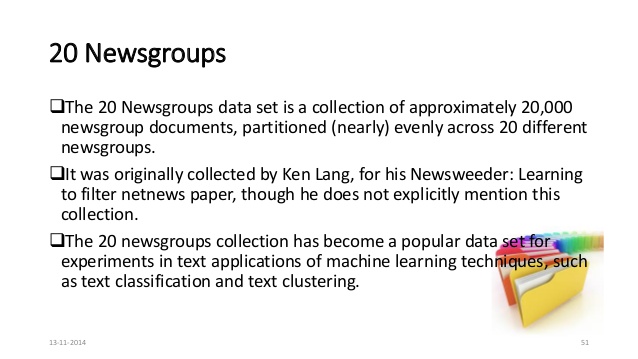 20 Newsgroups
❑The 20 Newsgroups data set is a collection of approximately 20,000
newsgroup documents, partitioned (nearly) evenly across 20 different
newsgroups.
❑It was originally collected by Ken Lang, for his Newsweeder: Learning
to filter netnews paper, though he does not explicitly mention this
collection.
❑The 20 newsgroups collection has become a popular data set for
experiments in text applications of machine learning techniques, such
as text classification and text clustering.
13-11-2014
51